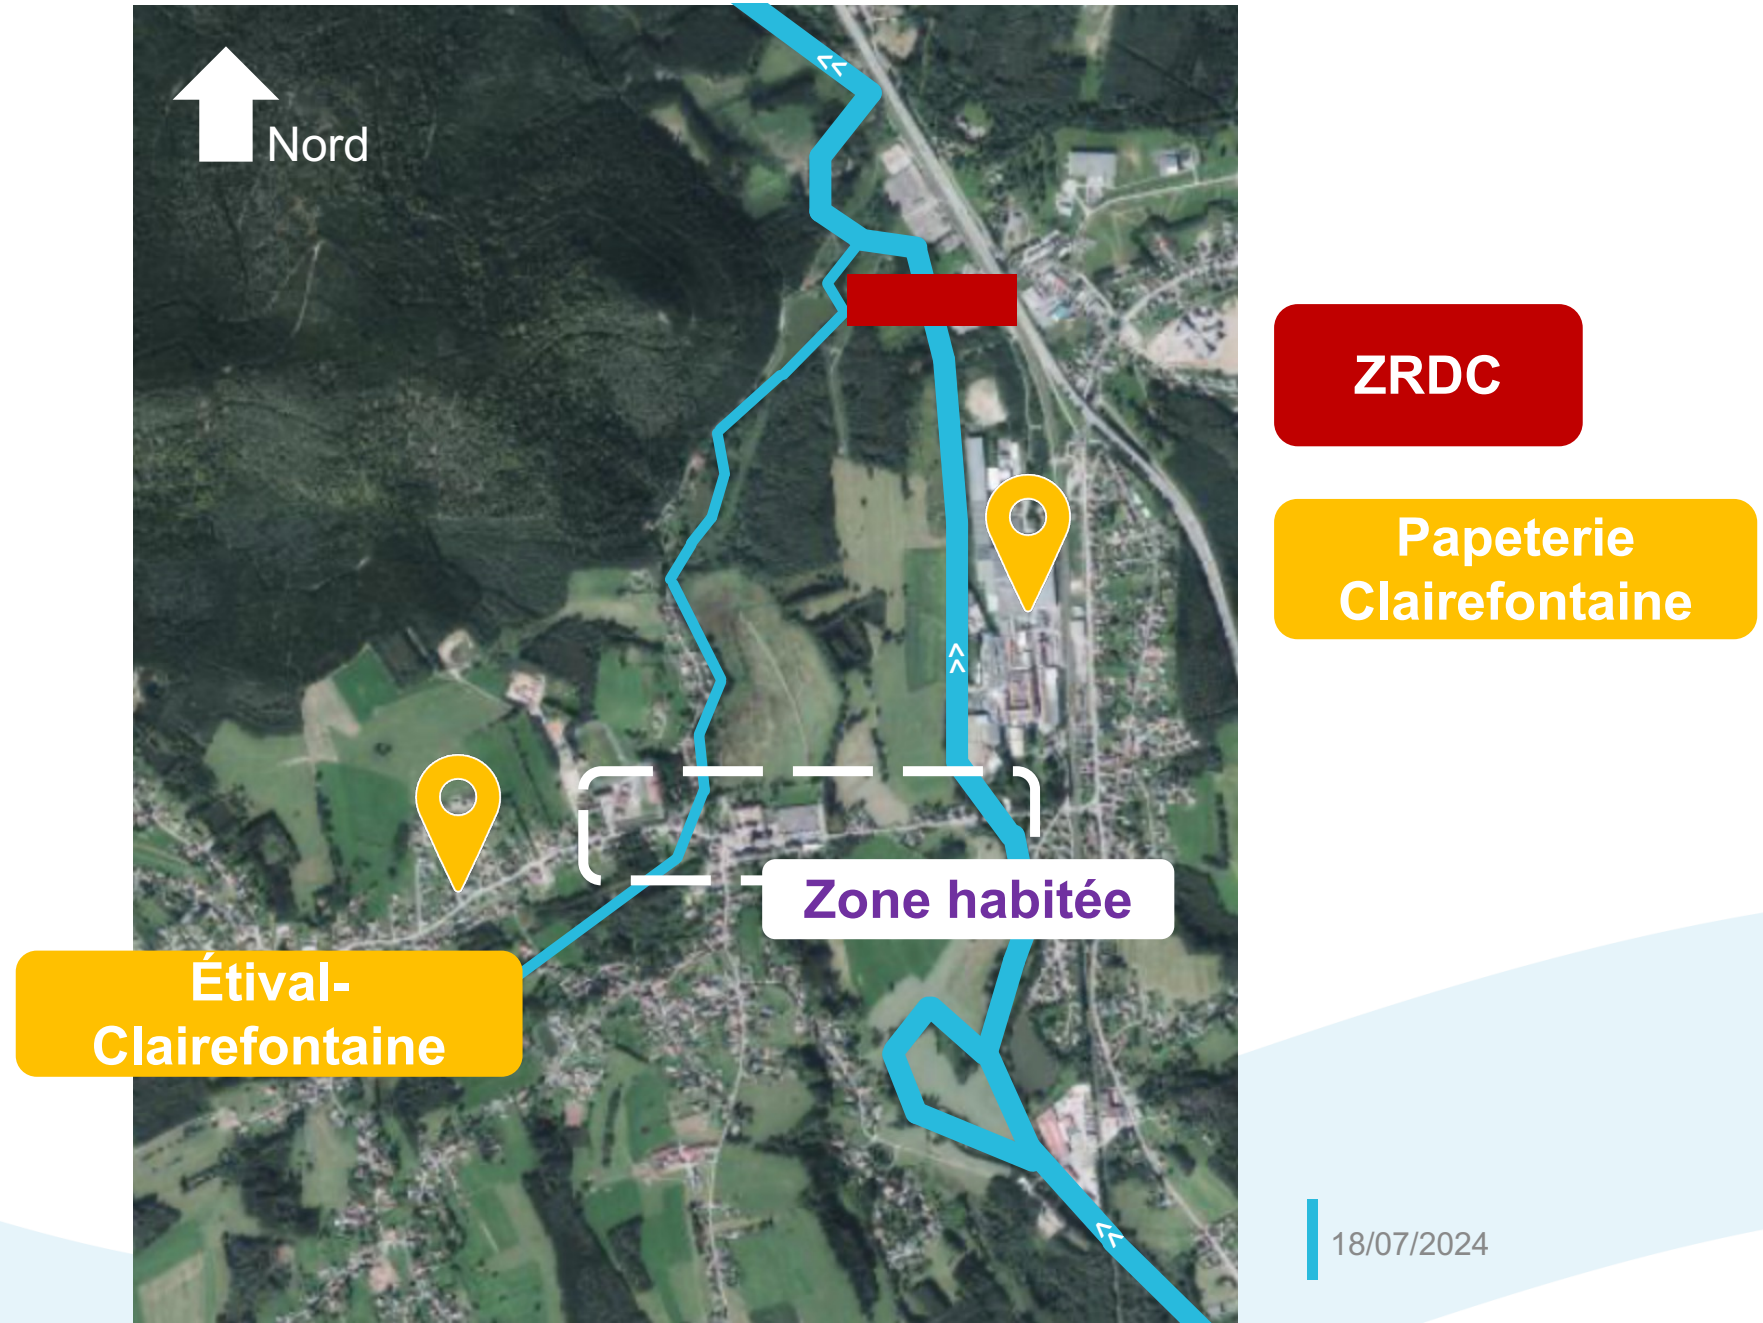 Nord
ZRDC
Papeterie
Clairefontaine
Zone habitée
Étival-
Clairefontaine
18/07/2024